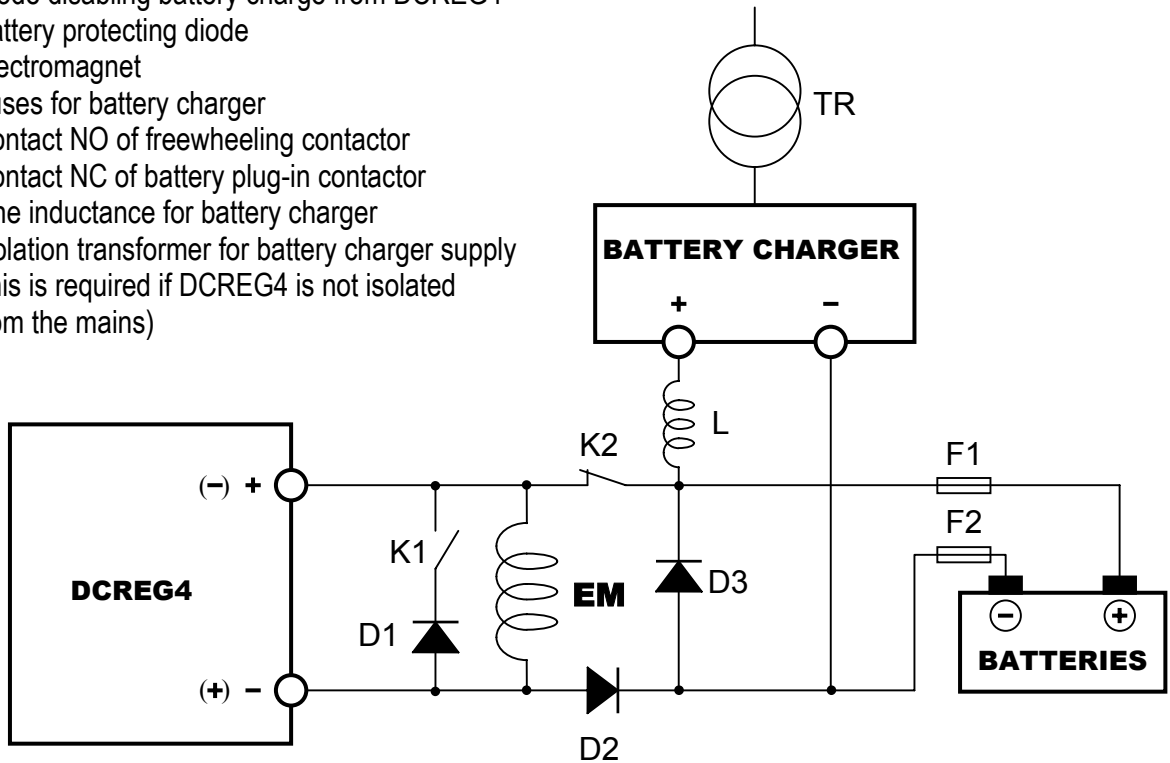 ode disabling battery charge from DCREG4
attery protecting diode
ectromagnet
uses for battery charger
ontact NO of freewheeling contactor
ontact NC of battery plug-in contactor
ne inductance for battery charger
olation transformer for battery charger supply
his is required if DCREG4 is not isolated
om the mains)
TR
BATTERY CHARGER
+ −
L
K2
F1
(−) +
F2
K1
DCREG4
EM
D3
D1
− +
BATTERIES
(+) -
D2